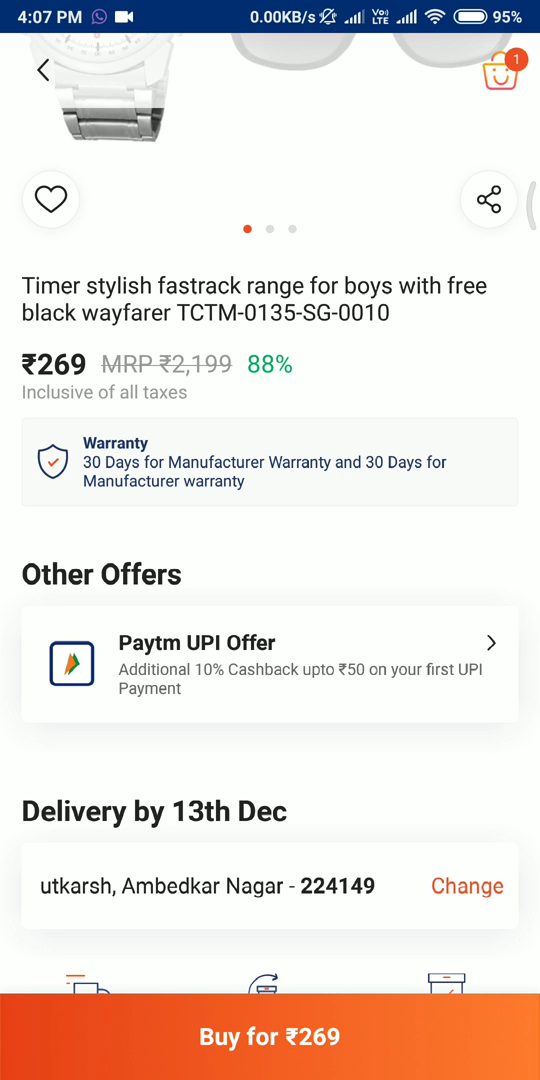 4:07 PM 0.00KB/s Vo) LTE 95%
1
Timer stylish fastrack range for boys with free
black wayfarer TCTM-0135-SG-0010
₹269 MRP ₹2,199 88%
Inclusive of all taxes
Warranty
30 Days for Manufacturer Warranty and 30 Days for
Manufacturer warranty
Other Offers
Paytm UPI Offer
Additional 10% Cashback upto ₹50 on your first UPI
Payment
Delivery by 13th Dec
utkarsh, Ambedkar Nagar - 224149 Change
Buy for ₹269